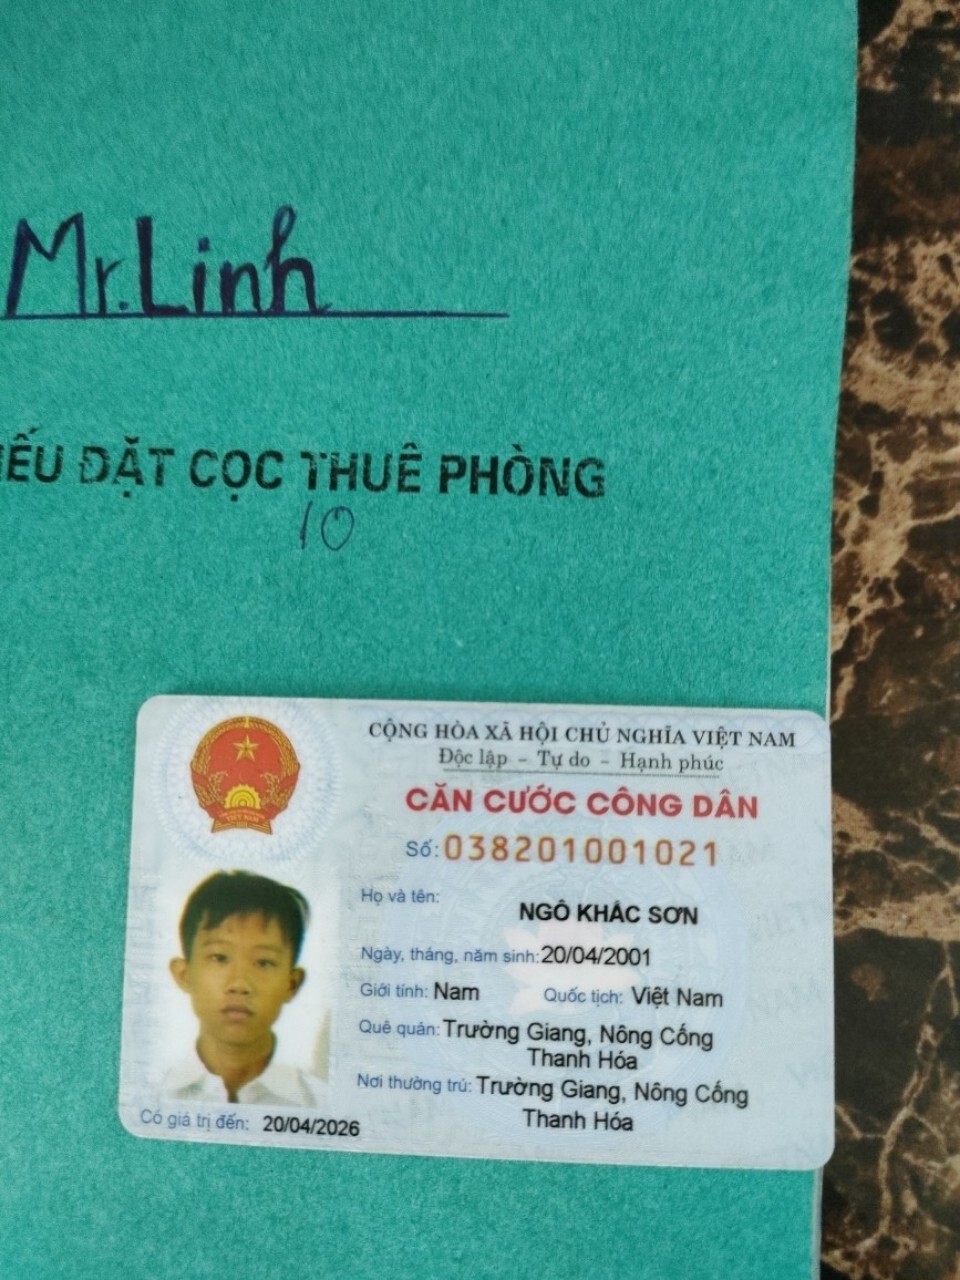 Mr. Linh
IẾU ĐẶT CỌC THUÊ PHÒNG
10
CỘNG HÒA XÃ HỘI CHỦ NGHĨA VIỆT NAM
Độc lập - Tự do - Hạnh phúc
CĂN CƯỚC CÔNG DÂN
Số: 038201001021
Họ và tên:
NGÔ KHẮC SƠN
Ngày, tháng, năm sinh: 20/04/2001
Giới tính: Nam Quốc tịch: Việt Nam
Quê quán: Trường Giang, Nông Cống
Thanh Hóa
Nơi thường trú: Trường Giang, Nông Cống
Thanh Hóa
Có giá trị đến: 20/04/2026
VIỆT NAM